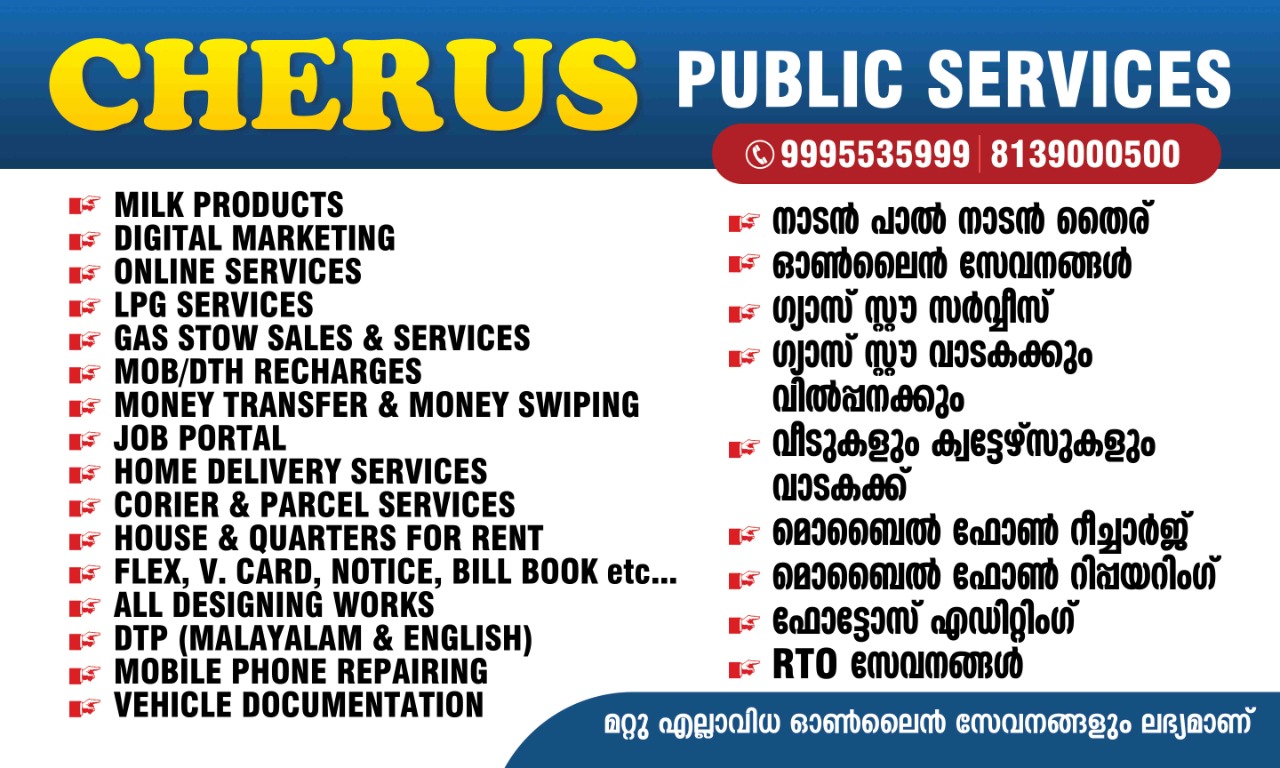 CHERUS
PUBLIC SERVICES
9995535999 | 8139000500
MILK PRODUCTS
DIGITAL MARKETING
ONLINE SERVICES
LPG SERVICES
GAS STOW SALES & SERVICES
MOB/DTH RECHARGES
MONEY TRANSFER & MONEY SWIPING
JOB PORTAL
HOME DELIVERY SERVICES
CORIER & PARCEL SERVICES
HOUSE & QUARTERS FOR RENT
FLEX, V. CARD, NOTICE, BILL BOOK etc...
ALL DESIGNING WORKS
DTP (MALAYALAM & ENGLISH)
MOBILE PHONE REPAIRING
VEHICLE DOCUMENTATION
നാടൻ പാൽ നാടൻ തൈര്
ഓൺലൈൻ സേവനങ്ങൾ
ഗ്യാസ് സ്റ്റൗ സർവ്വീസ്
ഗ്യാസ് സ്റ്റൗ വാടകക്കും
വിൽപ്പനക്കും
വീടുകളും ക്വട്ടേഴ്സുകളും
വാടകക്ക്
മൊബൈൽ ഫോൺ റീച്ചാർജ്
മൊബൈൽ ഫോൺ റിപ്പയറിംഗ്
ഫോട്ടോസ് എഡിറ്റിംഗ്
RTO സേവനങ്ങൾ
മറ്റു എല്ലാവിധ ഓൺലൈൻ സേവനങ്ങളും ലഭ്യമാണ്